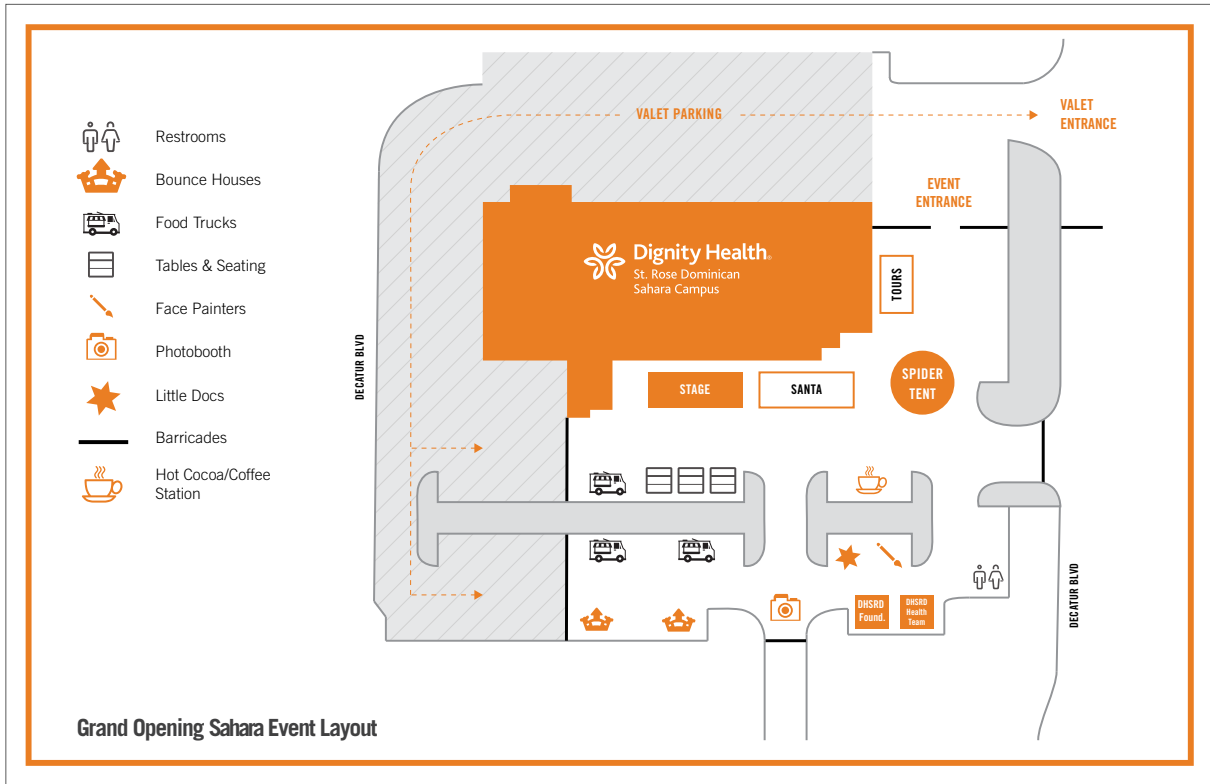 Restrooms
Bounce Houses
Food Trucks
Tables & Seating
Face Painters
Photobooth
Little Docs
Barricades
Hot Cocoa/Coffee
Station
VALET PARKING
VALET
ENTRANCE
EVENT
ENTRANCE
Dignity Health®
St. Rose Dominican
Sahara Campus
TOURS
DECATUR BLVD
STAGE
SANTA
SPIDER
TENT
DHSRD
Found.
DHSRD
Health
Team
DECATUR BLVD
Grand Opening Sahara Event Layout